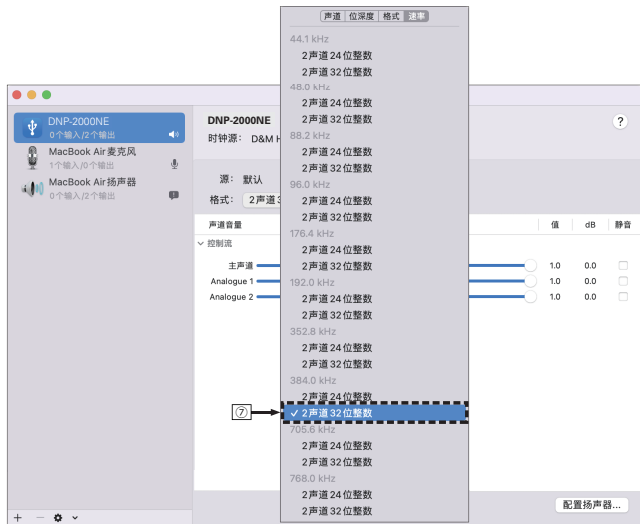 声道 位深度 格式 速率
44.1 kHz
2声道24位整数
2声道32位整数
48.0 kHz
2声道24位整数
2声道32位整数
88.2 kHz
2声道24位整数
2声道32位整数
96.0 kHz
2声道24位整数
2声道32位整数
176.4 kHz
2声道24位整数
2声道32位整数
192.0 kHz
2声道24位整数
2声道32位整数
352.8 kHz
2声道24位整数
2声道32位整数
384.0 kHz
2声道24位整数
⑦
✓ 2声道32位整数
705.6 kHz
2声道24位整数
2声道32位整数
768.0 kHz
2声道24位整数
2声道32位整数
DNP-2000NE
0个输入/2个输出
MacBook Air麦克风
1个输入/0个输出
MacBook Air扬声器
0个输入/2个输出
+ − 
DNP-2000NE
?
时钟源： D&M H
源： 默认
格式： 2声道3
声道音量 值 dB 静音
控制流
主声道 1.0 0.0
Analogue 1 1.0 0.0
Analogue 2 1.0 0.0
配置扬声器...